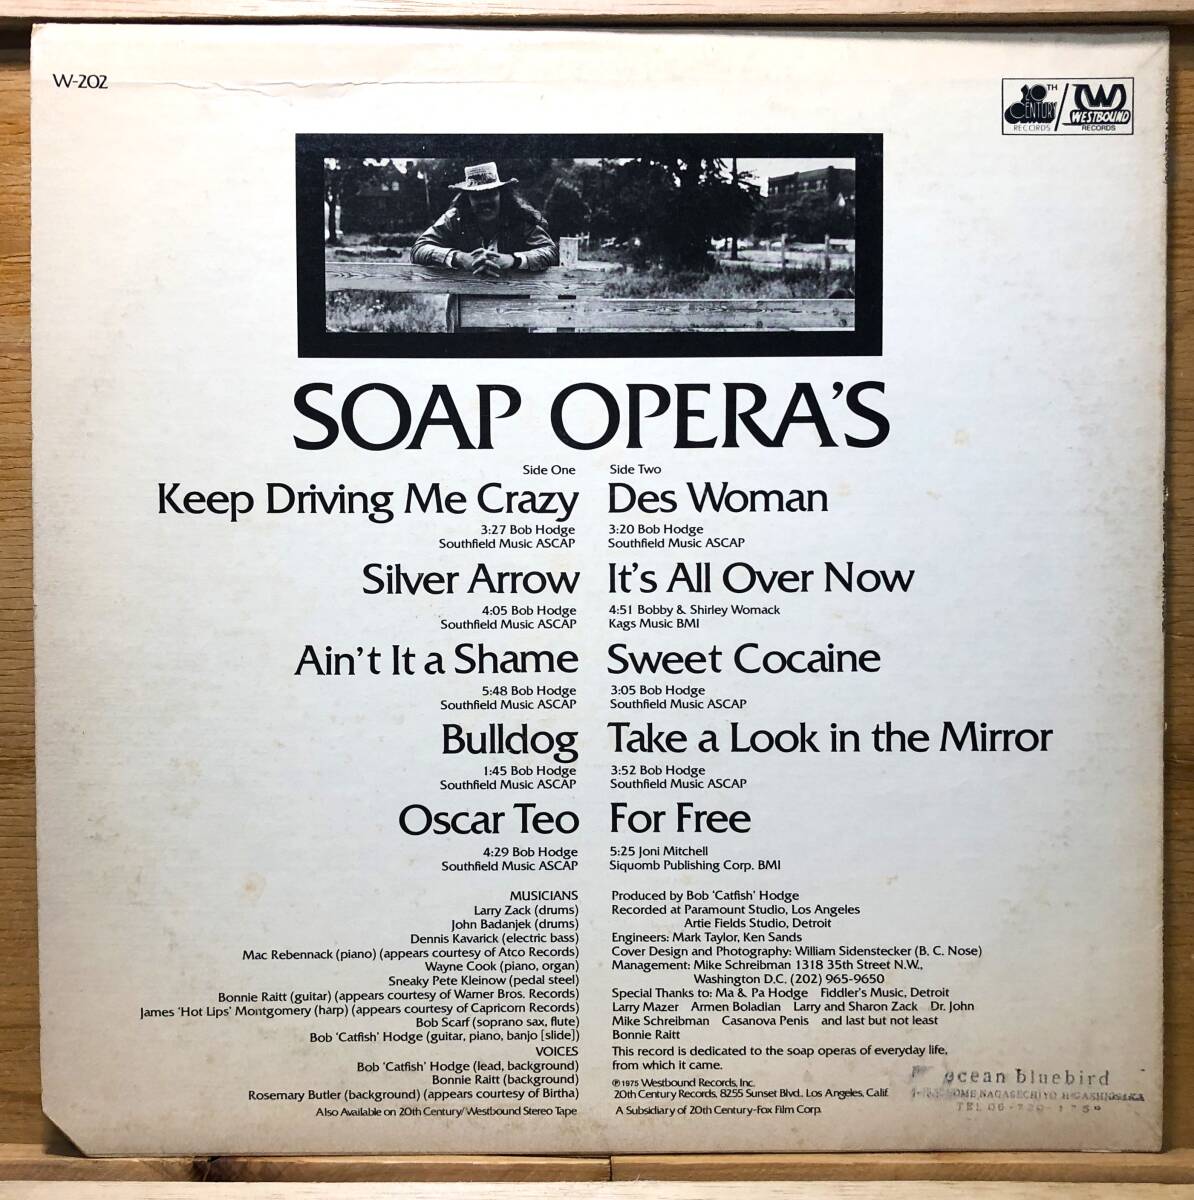 W-202
20TH CENTURY RECORDS / W WESTBOUND RECORDS
SOAP OPERA'S
Side One
Keep Driving Me Crazy
3:27 Bob Hodge
Southfield Music ASCAP
Silver Arrow
4:05 Bob Hodge
Southfield Music ASCAP
Ain't It a Shame
5:48 Bob Hodge
Southfield Music ASCAP
Bulldog
1:45 Bob Hodge
Southfield Music ASCAP
Oscar Teo
4:29 Bob Hodge
Southfield Music ASCAP
Side Two
Des Woman
3:20 Bob Hodge
Southfield Music ASCAP
It's All Over Now
4:51 Bobby & Shirley Womack
Kags Music BMI
Sweet Cocaine
3:05 Bob Hodge
Southfield Music ASCAP
Take a Look in the Mirror
3:52 Bob Hodge
Southfield Music ASCAP
For Free
5:25 Joni Mitchell
Siquomb Publishing Corp. BMI
MUSICIANS
Larry Zack (drums)
John Badanjek (drums)
Dennis Kavarick (electric bass)
Mac Rebennack (piano) (appears courtesy of Atco Records)
Wayne Cook (piano, organ)
Sneaky Pete Kleinow (pedal steel)
Bonnie Raitt (guitar) (appears courtesy of Warner Bros. Records)
James 'Hot Lips' Montgomery (harp) (appears courtesy of Capricorn Records)
Bob Scarf (soprano sax, flute)
Bob 'Catfish' Hodge (guitar, piano, banjo [slide])
VOICES
Bob 'Catfish' Hodge (lead, background)
Bonnie Raitt (background)
Rosemary Butler (background) (appears courtesy of Birtha)
Also Available on 20th Century/Westbound Stereo Tape
Produced by Bob 'Catfish' Hodge
Recorded at Paramount Studio, Los Angeles
Artie Fields Studio, Detroit
Engineers: Mark Taylor, Ken Sands
Cover Design and Photography: William Sidenstecker (B. C. Nose)
Management: Mike Schreibman 1318 35th Street N.W.,
Washington D.C. (202) 965-9650
Special Thanks to: Ma & Pa Hodge Fiddler's Music, Detroit
Larry Mazer Armen Boladian Larry and Sharon Zack Dr. John
Mike Schreibman Casanova Penis and last but not least
Bonnie Raitt
This record is dedicated to the soap operas of everyday life,
from which it came.
℗ 1975 Westbound Records, Inc.
20th Century Records, 8255 Sunset Blvd., Los Angeles, Calif.
A Subsidiary of 20th Century-Fox Film Corp.
ocean bluebird